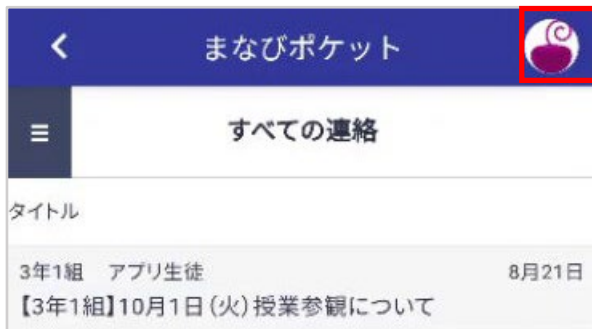 まなびポケット
すべての連絡
タイトル
3年1組 アプリ生徒 8月21日
【3年1組】10月1日(火)授業参観について